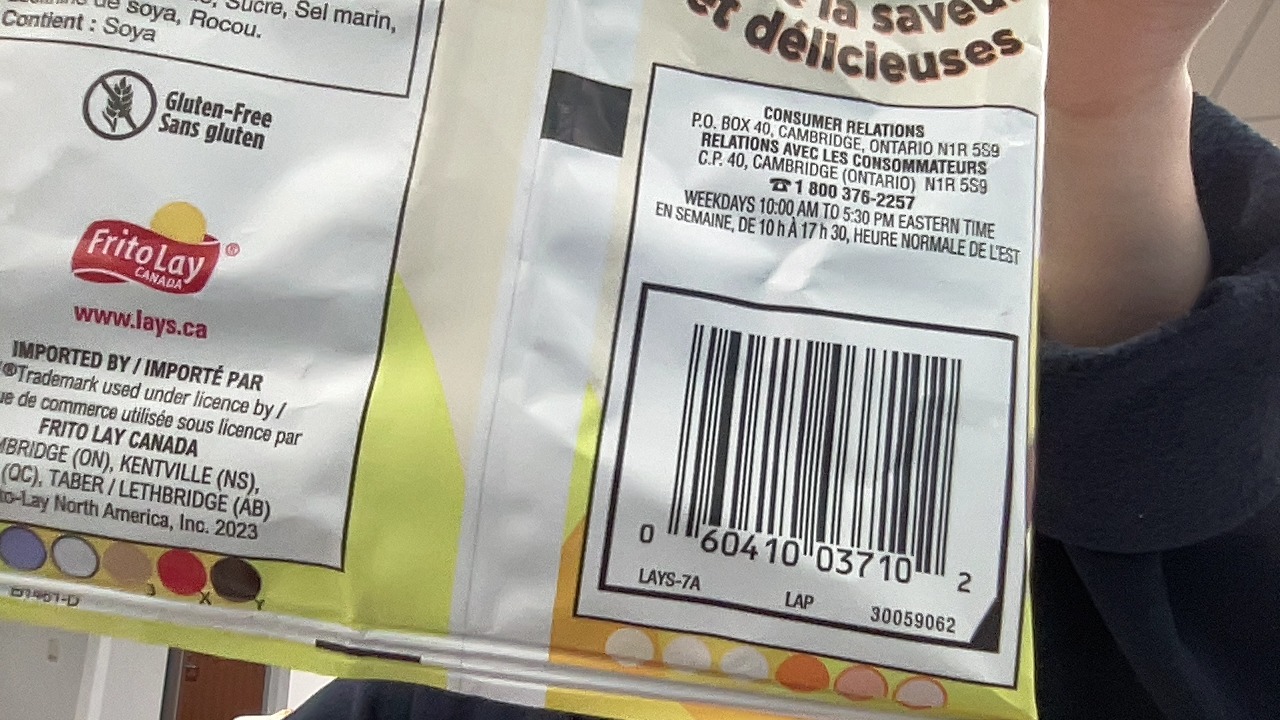 de soya, Rocou.
Sucre, Sel marin,
Contient : Soya
Gluten-Free
Sans gluten
Frito Lay
CANADA
®
www.lays.ca
IMPORTED BY / IMPORTÉ PAR
®Trademark used under licence by /
de commerce utilisée sous licence par
FRITO LAY CANADA
(ON), KENTVILLE (NS),
(QC), TABER / LETHBRIDGE (AB)
North America, Inc. 2023
X Y
la
et délicieuses
CONSUMER RELATIONS
P.O. BOX 40, CAMBRIDGE, ONTARIO N1R 5S9
RELATIONS AVEC LES CONSOMMATEURS
C.P. 40, CAMBRIDGE (ONTARIO) N1R 5S9
☎1 800 376-2257
WEEKDAYS 10:00 AM TO 5:30 PM EASTERN TIME
EN SEMAINE, DE 10 h À 17 h 30, HEURE NORMALE DE L'EST
0 60410 03710 2
LAYS-7A LAP 30059062